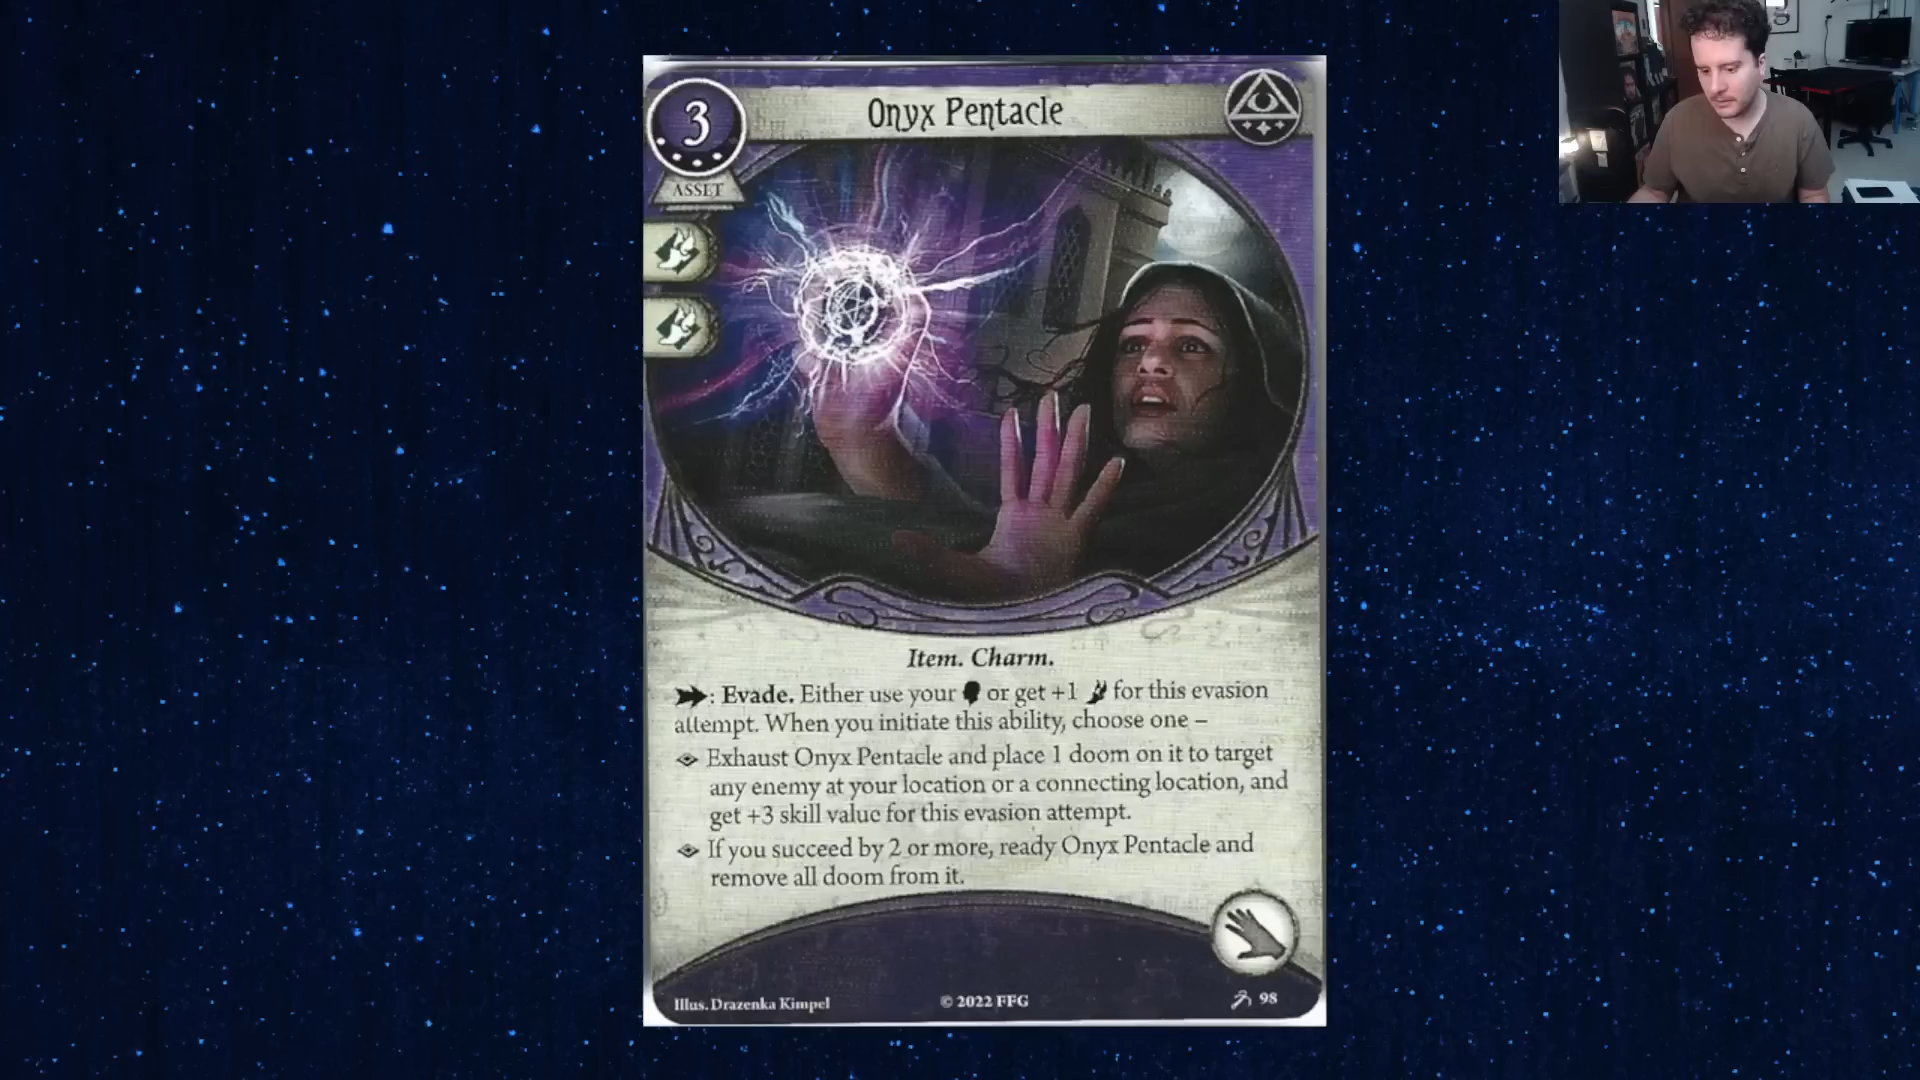 3
Onyx Pentacle
ASSET
Item. Charm.
: Evade. Either use your or get +1 for this evasion
attempt. When you initiate this ability, choose one –
Exhaust Onyx Pentacle and place 1 doom on it to target
any enemy at your location or a connecting location, and
get +3 skill value for this evasion attempt.
If you succeed by 2 or more, ready Onyx Pentacle and
remove all doom from it.
Illus. Drazenka Kimpel
© 2022 FFG
98